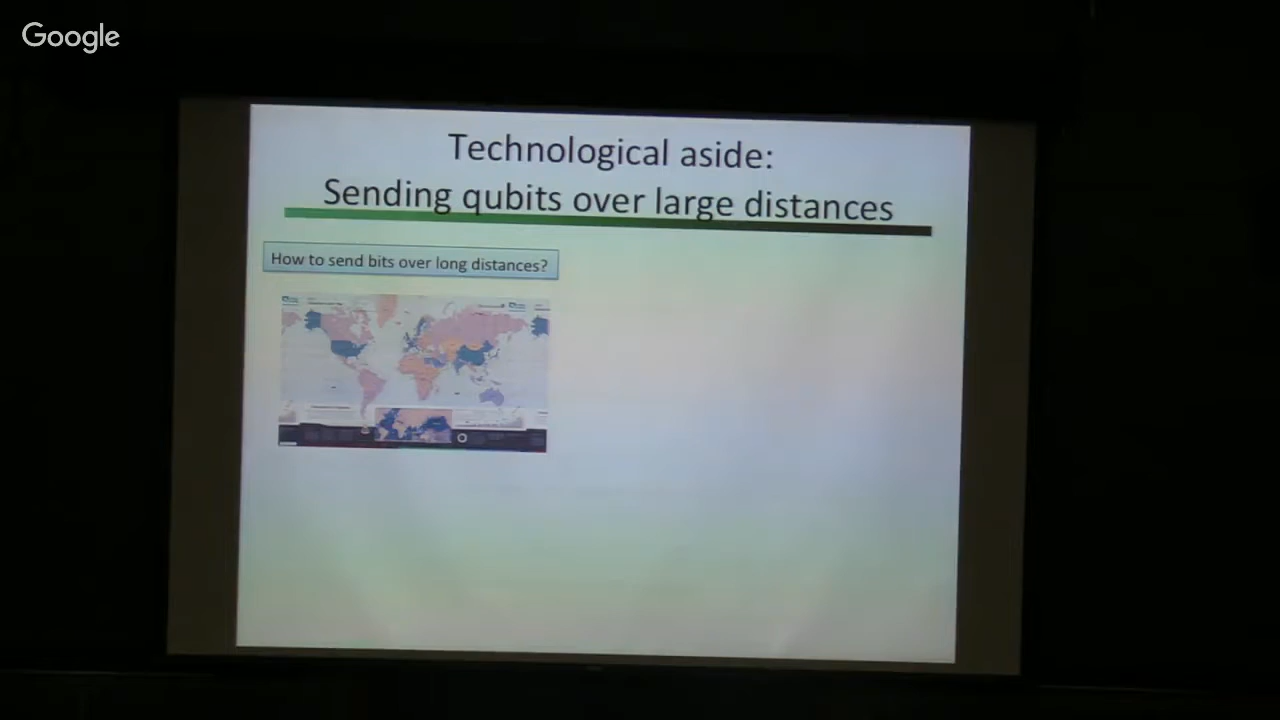 Google
Technological aside:
Sending qubits over large distances
How to send bits over long distances?